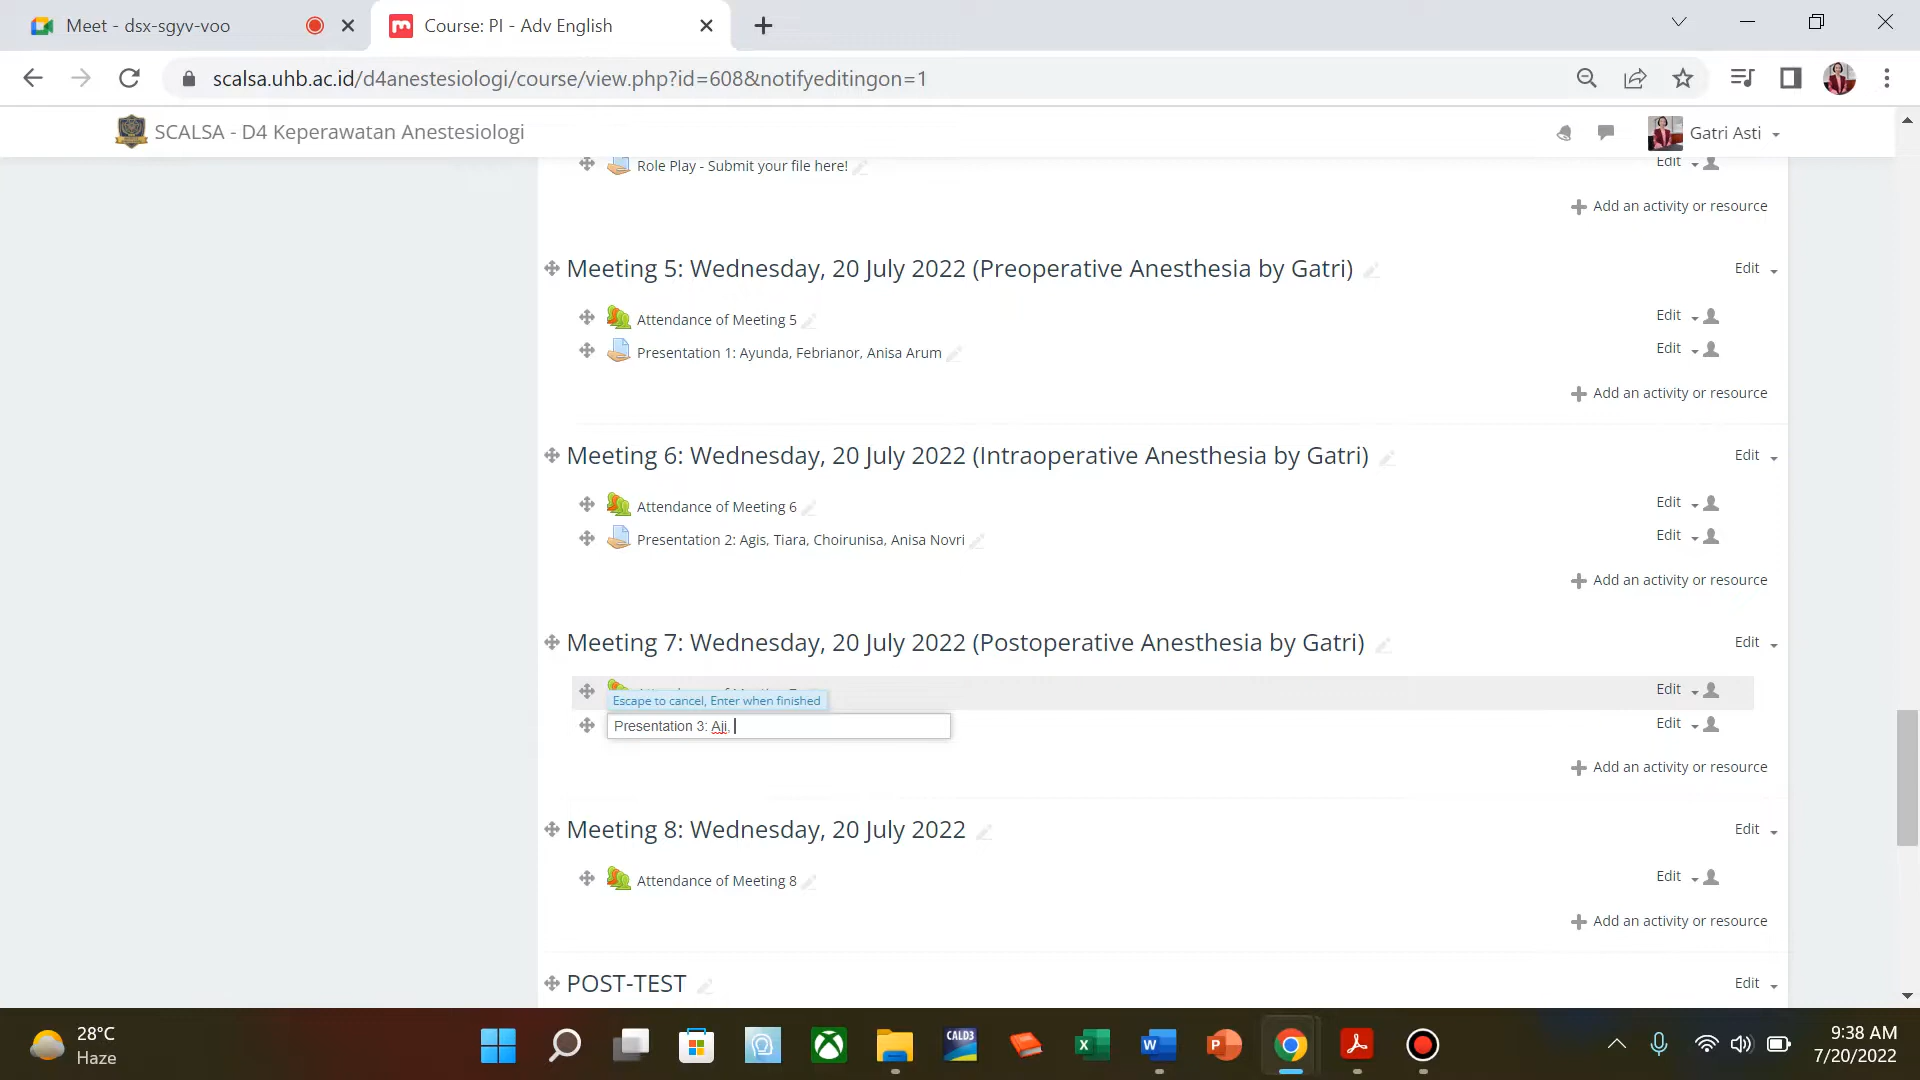 Meet - dsx-sgyv-voo
Course: PI - Adv English
scalsa.uhb.ac.id/d4anestesiologi/course/view.php?id=608&notifyeditingon=1
SCALSA - D4 Keperawatan Anestesiologi
Gatri Asti
Role Play - Submit your file here!
Edit
Add an activity or resource
Meeting 5: Wednesday, 20 July 2022 (Preoperative Anesthesia by Gatri)
Edit
Attendance of Meeting 5
Edit
Presentation 1: Ayunda, Febrianor, Anisa Arum
Edit
Add an activity or resource
Meeting 6: Wednesday, 20 July 2022 (Intraoperative Anesthesia by Gatri)
Edit
Attendance of Meeting 6
Edit
Presentation 2: Agis, Tiara, Choirunisa, Anisa Novri
Edit
Add an activity or resource
Meeting 7: Wednesday, 20 July 2022 (Postoperative Anesthesia by Gatri)
Edit
Edit
Escape to cancel, Enter when finished
Presentation 3: Aji,
Edit
Add an activity or resource
Meeting 8: Wednesday, 20 July 2022
Edit
Attendance of Meeting 8
Edit
Add an activity or resource
POST-TEST
Edit
28°C
Haze
CALD3
9:38 AM
7/20/2022